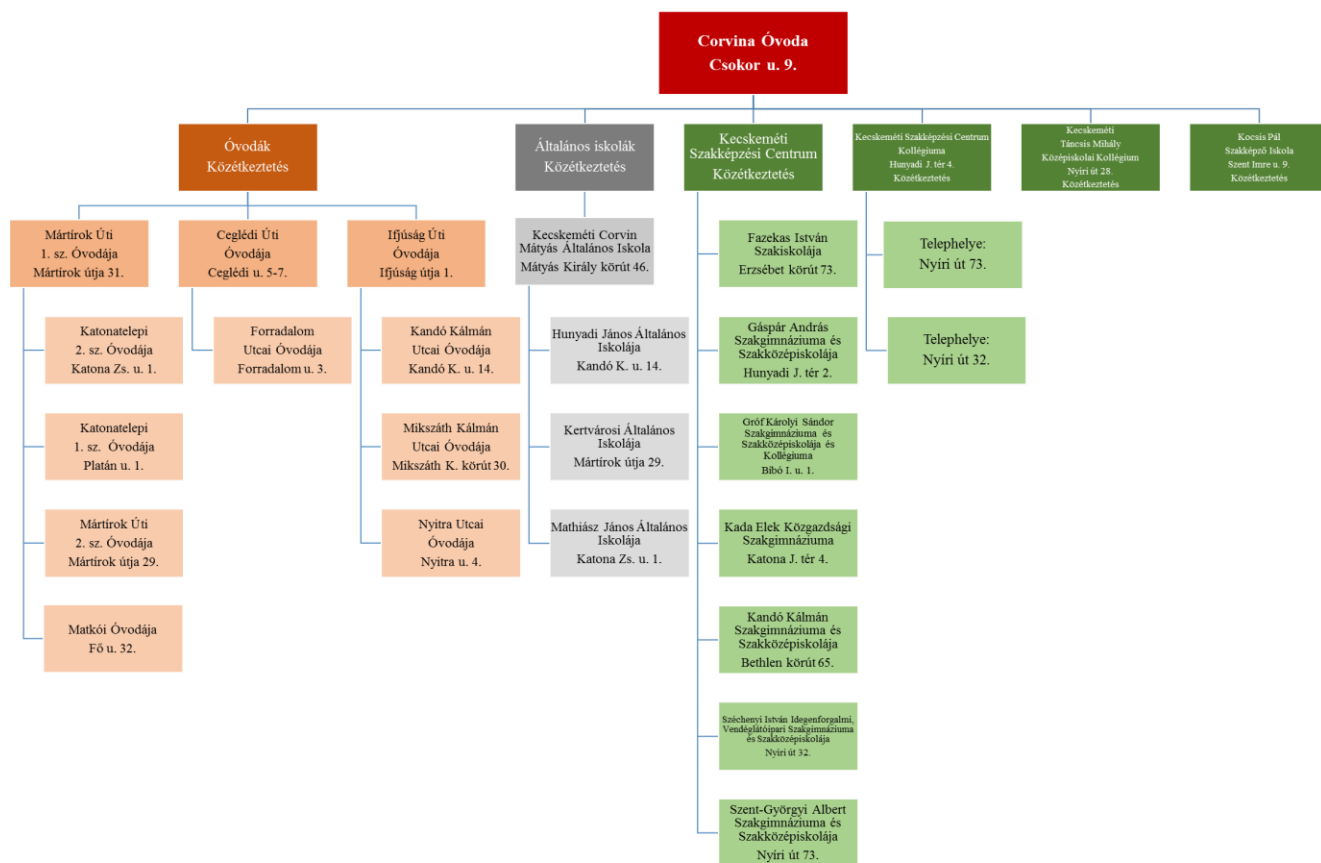 Corvina Óvoda
Csokor u. 9.
Óvodák
Közétkeztetés
Általános iskolák
Közétkeztetés
Kecskeméti
Szakképzési Centrum
Közétkeztetés
Kecskeméti Szakképzési Centrum
Kollégiuma
Hunyadi J. tér 4.
Közétkeztetés
Kecskeméti
Táncsis Mihály
Középiskolai Kollégium
Nyíri út 28.
Közétkeztetés
Kocsis Pál
Szakképző Iskola
Szent Imre u. 9.
Közétkeztetés
Mártírok Úti
1. sz. Óvodája
Mártírok útja 31.
Katonatelepi
2. sz. Óvodája
Katona Zs. u. 1.
Katonatelepi
1. sz. Óvodája
Platán u. 1.
Mártírok Úti
2. sz. Óvodája
Mártírok útja 29.
Matkói Óvodája
Fő u. 32.
Ceglédi Úti
Óvodája
Ceglédi u. 5-7.
Forradalom
Utcai Óvodája
Forradalom u. 3.
Ifjúság Úti
Óvodája
Ifjúság útja 1.
Kandó Kálmán
Utcai Óvodája
Kandó K. u. 14.
Mikszáth Kálmán
Utcai Óvodája
Mikszáth K. körút 30.
Nyitra Utcai
Óvodája
Nyitra u. 4.
Kecskeméti Corvin
Mátyás Általános Iskola
Mátyás Király körút 46.
Hunyadi János Általános
Iskolája
Kandó K. u. 14.
Kertvárosi Általános
Iskolája
Mártírok útja 29.
Mathiász János Általános
Iskolája
Katona Zs. u. 1.
Fazekas István
Szakiskolája
Erzsébet körút 73.
Gáspár András
Szakgimnáziuma és
Szakközépiskolája
Hunyadi J. tér 2.
Gróf Károlyi Sándor
Szakgimnáziuma és
Szakközépiskolája és
Kollégiuma
Bibó I. u. 1.
Kada Elek Közgazdsági
Szakgimnáziuma
Katona J. tér 4.
Kandó Kálmán
Szakgimnáziuma és
Szakközépiskolája
Bethlen körút 65.
Széchenyi István Idegenforgalmi,
Vendéglátóipari Szakgimnáziuma
és Szakközépiskolája
Nyíri út 32.
Szent-Györgyi Albert
Szakgimnáziuma és
Szakközépiskolája
Nyíri út 73.
Telephelye:
Nyíri út 73.
Telephelye:
Nyíri út 32.